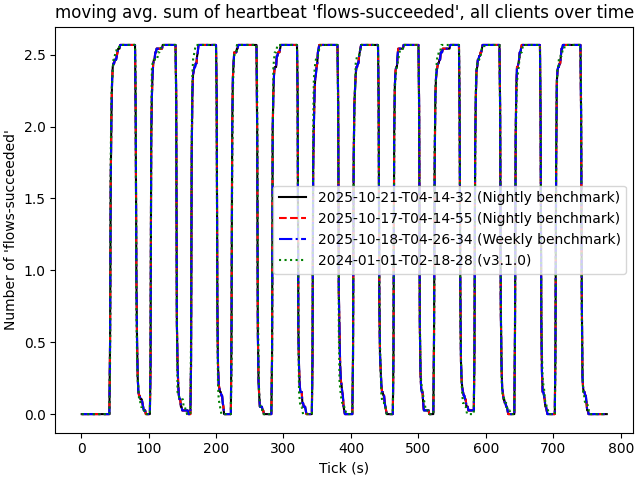 moving avg. sum of heartbeat 'flows-succeeded', all clients over time
Number of 'flows-succeeded'
2.5
2.0
1.5
1.0
0.5
0.0
2025-10-21-T04-14-32 (Nightly benchmark)
2025-10-17-T04-14-55 (Nightly benchmark)
2025-10-18-T04-26-34 (Weekly benchmark)
2024-01-01-T02-18-28 (v3.1.0)
0 100 200 300 400 500 600 700 800
Tick (s)